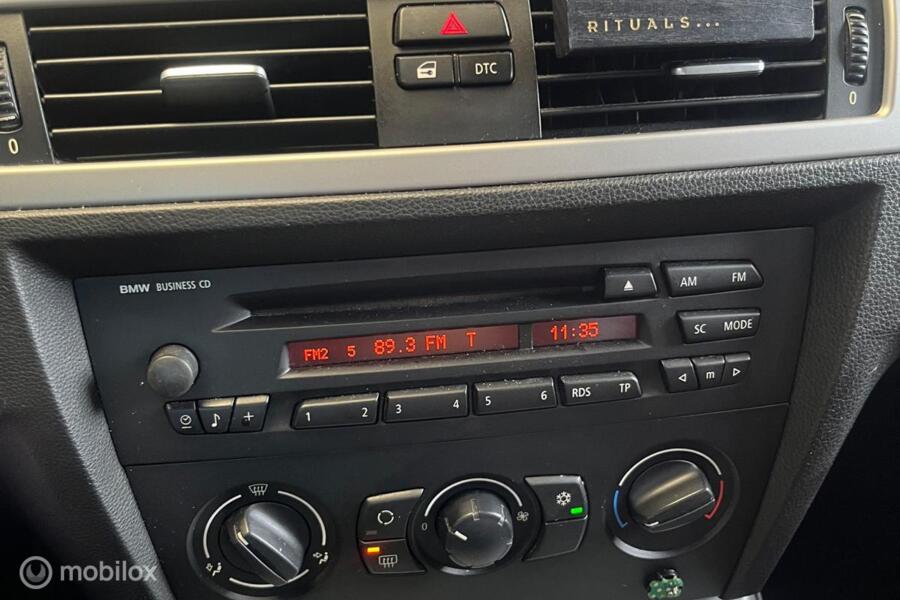 RITUALS...
DTC
0
0
BMW BUSINESS CD
AM FM
SC MODE
FM2 5 89.3 FM T
11:35
m
1 2
3 4
5 6
RDS TP
0
mobilox